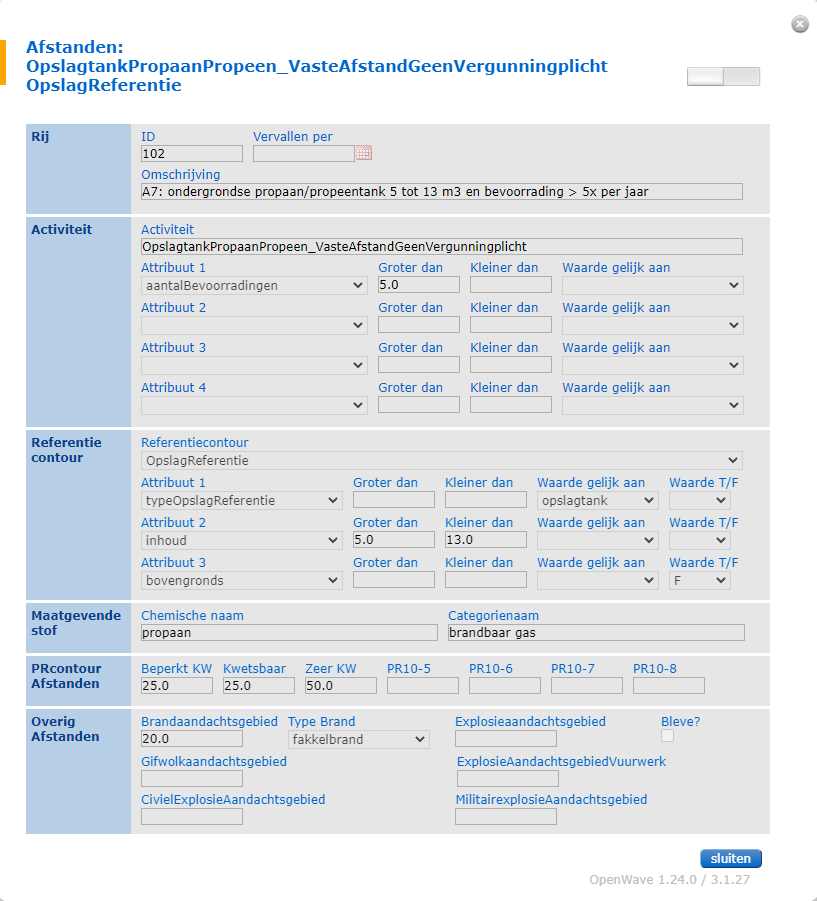 Afstanden:
OpslagtankPropaanPropeen_VasteAfstandGeenVergunningplicht
OpslagReferentie
Rij
ID
Vervallen per
102
Omschrijving
A7: ondergrondse propaan/propeentank 5 tot 13 m3 en bevoorrading > 5x per jaar
Activiteit
Activiteit
OpslagtankPropaanPropeen_VasteAfstandGeenVergunningplicht
Attribuut 1 Groter dan Kleiner dan Waarde gelijk aan
aantalBevoorradingen 5.0
Attribuut 2 Groter dan Kleiner dan Waarde gelijk aan
Attribuut 3 Groter dan Kleiner dan Waarde gelijk aan
Attribuut 4 Groter dan Kleiner dan Waarde gelijk aan
Referentie
contour
Referentiecontour
OpslagReferentie
Attribuut 1 Groter dan Kleiner dan Waarde gelijk aan Waarde T/F
typeOpslagReferentie opslagtank
Attribuut 2 Groter dan Kleiner dan Waarde gelijk aan Waarde T/F
inhoud 5.0 13.0
Attribuut 3 Groter dan Kleiner dan Waarde gelijk aan Waarde T/F
bovengronds F
Maatgevende
stof
Chemische naam Categorienaam
propaan brandbaar gas
PRcontour
Afstanden
Beperkt KW Kwetsbaar Zeer KW PR10-5 PR10-6 PR10-7 PR10-8
25.0 25.0 50.0
Overig
Afstanden
Brandaandachtsgebied Type Brand Explosieaandachtsgebied Bleve?
20.0 fakkelbrand
Gifwolkaandachtsgebied ExplosieAandachtsgebiedVuurwerk
CivielExplosieAandachtsgebied MilitairexplosieAandachtsgebied
sluiten
OpenWave 1.24.0 / 3.1.27